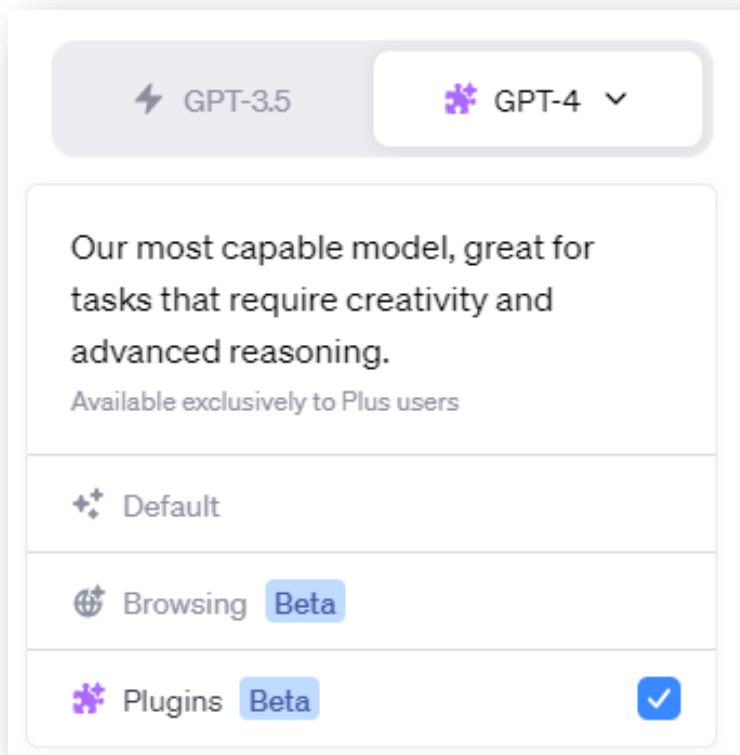 GPT-3.5
GPT-4
Our most capable model, great for
tasks that require creativity and
advanced reasoning.
Available exclusively to Plus users
Default
Browsing Beta
Plugins Beta